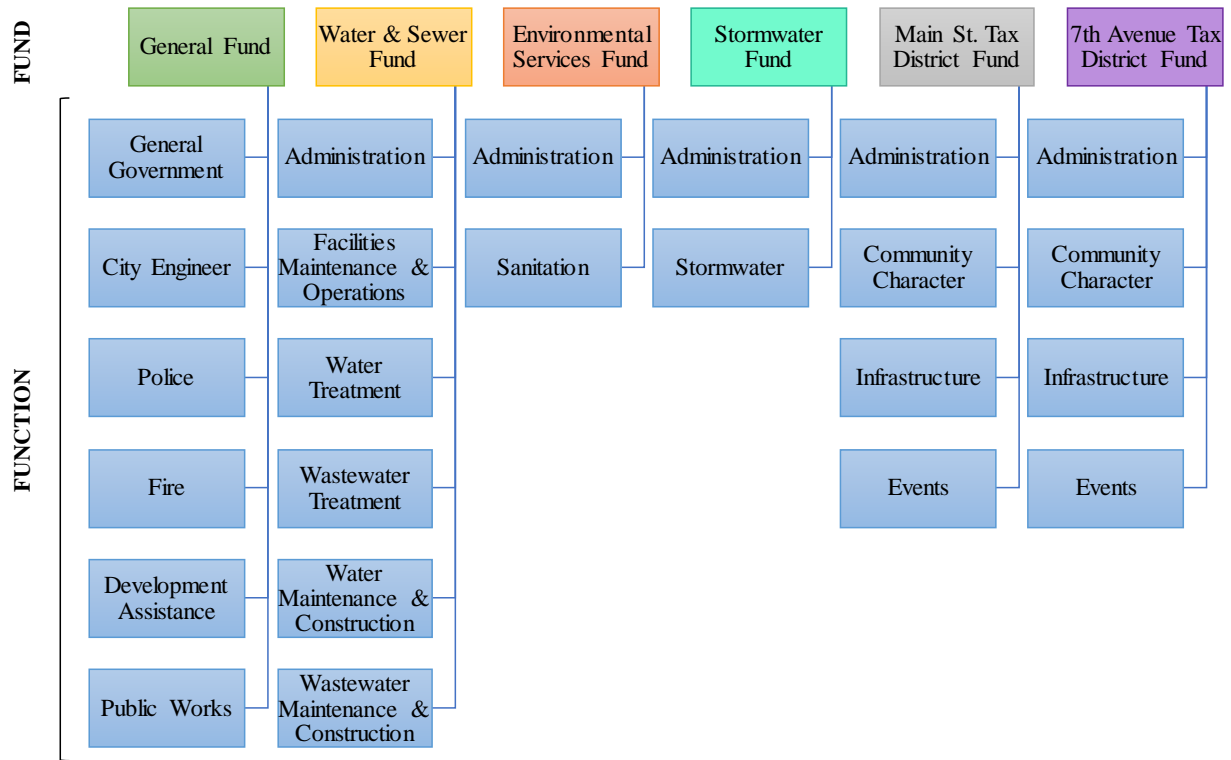 FUND
General Fund
Water & Sewer
Fund
Environmental
Services Fund
Stormwater
Fund
Main St. Tax
District Fund
7th Avenue Tax
District Fund
FUNCTION
General
Government
Administration
Administration
Administration
Administration
Administration
City Engineer
Facilities
Maintenance &
Operations
Sanitation
Stormwater
Community
Character
Community
Character
Police
Water
Treatment
Infrastructure
Infrastructure
Fire
Wastewater
Treatment
Events
Events
Development
Assistance
Water
Maintenance &
Construction
Public Works
Wastewater
Maintenance &
Construction